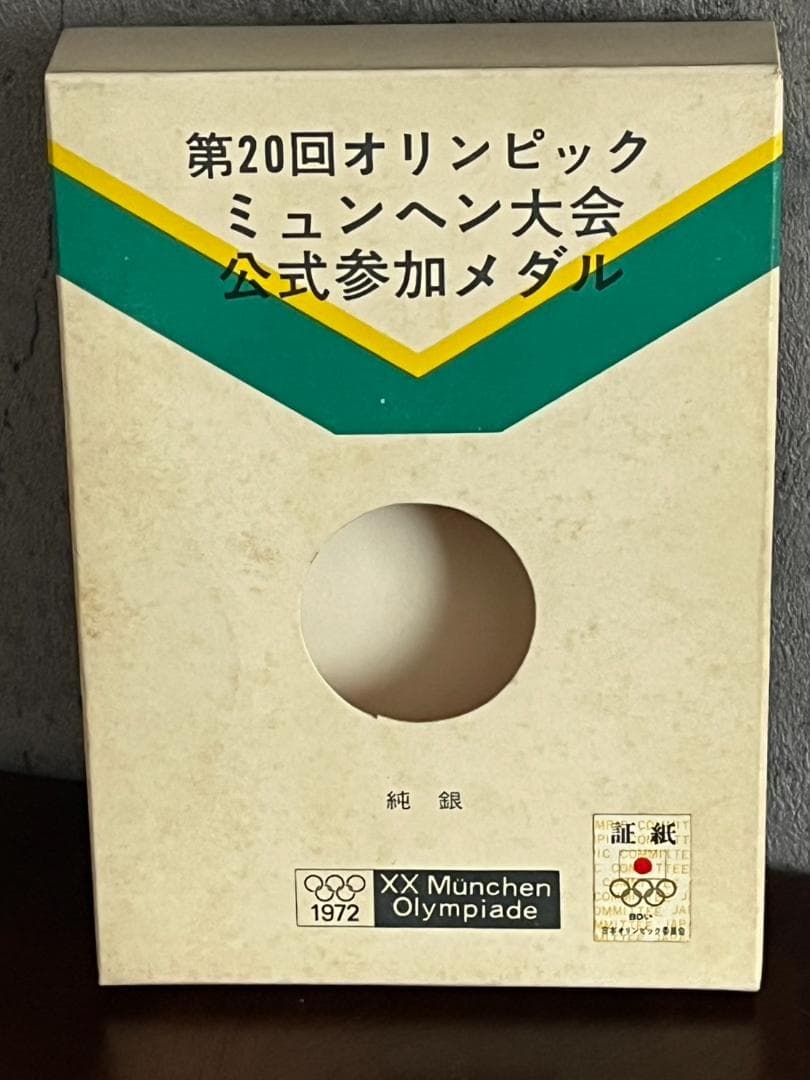 第20回オリンピック
ミュンヘン大会
公式参加メダル
純 銀
1972
XX München
Olympiade
証紙
COMMITTEE
日本オリンピック委員会